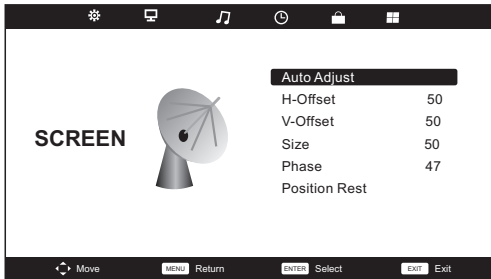 SCREEN
Auto Adjust
H-Offset 50
V-Offset 50
Size 50
Phase 47
Position Rest
Move MENU Return ENTER Select EXIT Exit